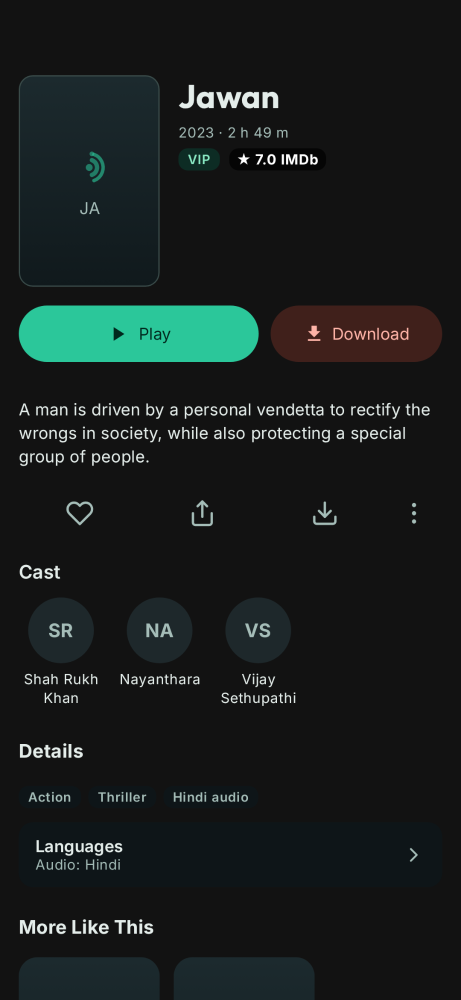 JA
Jawan
2023 · 2 h 49 m
VIP
★ 7.0 IMDb
Play
Download
A man is driven by a personal vendetta to rectify the
wrongs in society, while also protecting a special
group of people.
Cast
SR
NA
VS
Shah Rukh
Khan
Nayanthara
Vijay
Sethupathi
Details
Action
Thriller
Hindi audio
Languages
Audio: Hindi
More Like This